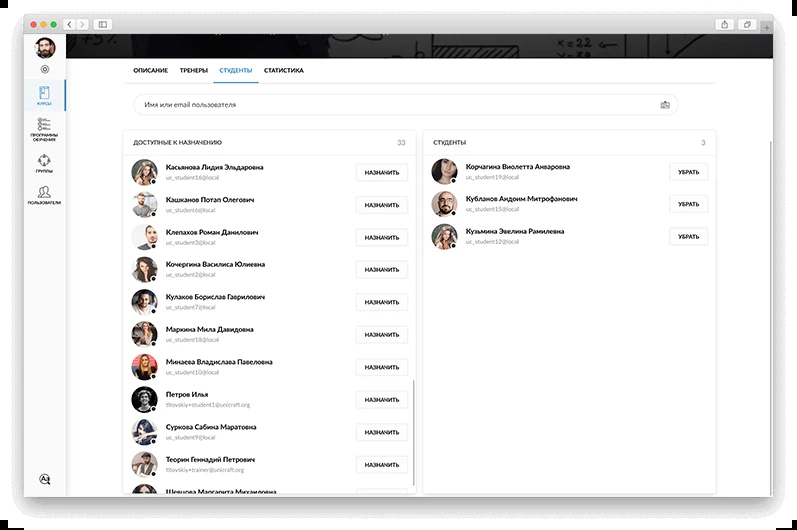 K=22
V=30
ОПИСАНИЕ ТРЕНЕРЫ СТУДЕНТЫ СТАТИСТИКА
Имя или email пользователя
КУРСЫ
ПРОГРАММЫ
ОБУЧЕНИЯ
ГРУППЫ
ПОЛЬЗОВАТЕЛИ
ДОСТУПНЫЕ К НАЗНАЧЕНИЮ 33
Касьянова Лидия Эльдаровна
uc_student16@local
НАЗНАЧИТЬ
Кашканов Потап Олегович
uc_student6@local
НАЗНАЧИТЬ
Клепахов Роман Данилович
uc_student3@local
НАЗНАЧИТЬ
Кочергина Василиса Юлиевна
uc_student2@local
НАЗНАЧИТЬ
Кулаков Борислав Гаврилович
uc_student7@local
НАЗНАЧИТЬ
Маркина Мила Давидовна
uc_student18@local
НАЗНАЧИТЬ
Минаева Владислава Павеловна
uc_student10@local
НАЗНАЧИТЬ
Петров Илья
titovskiy+student1@unicraft.org
НАЗНАЧИТЬ
Суркова Сабина Маратовна
uc_student9@local
НАЗНАЧИТЬ
Теорин Геннадий Петрович
titovskiy+trainer@unicraft.org
НАЗНАЧИТЬ
Шевцова Маргарита Михаиловна
СТУДЕНТЫ 3
Корчагина Виолетта Анваровна
uc_student19@local
УБРАТЬ
Кубланов Андоим Митрофанович
uc_student15@local
УБРАТЬ
Кузьмина Эвелина Рамилевна
uc_student12@local
УБРАТЬ